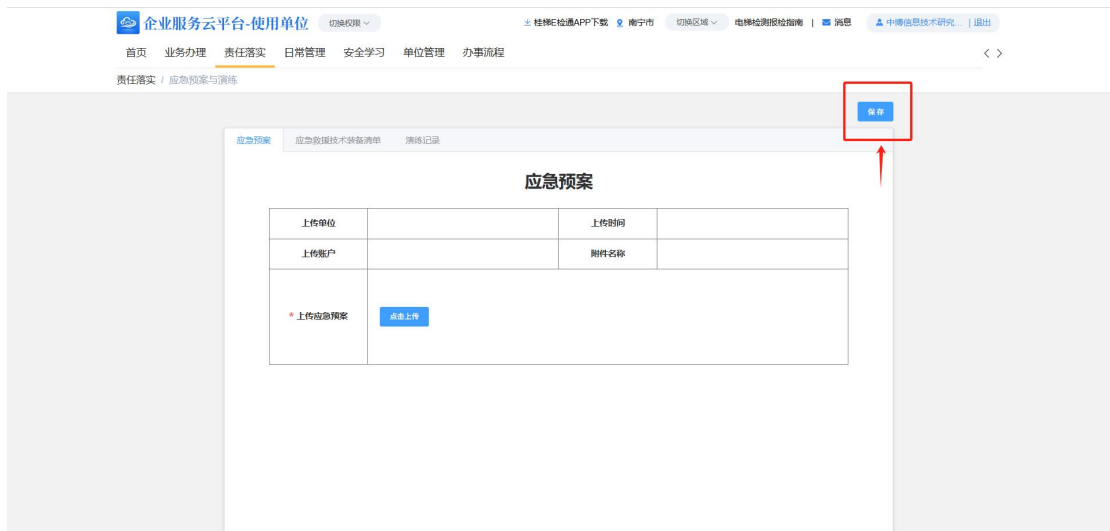 企业服务云平台-使用单位 切换权限 桂梯E检通APP下载 南宁市 切换区域 电梯检测报检指南 | 消息 中博信息技术研究... | 退出
首页 业务办理 责任落实 日常管理 安全学习 单位管理 办事流程
责任落实 / 应急预案与演练
保存
应急预案 应急救援技术装备清单 演练记录
应急预案
上传单位 上传时间
上传账户 附件名称
* 上传应急预案 点击上传